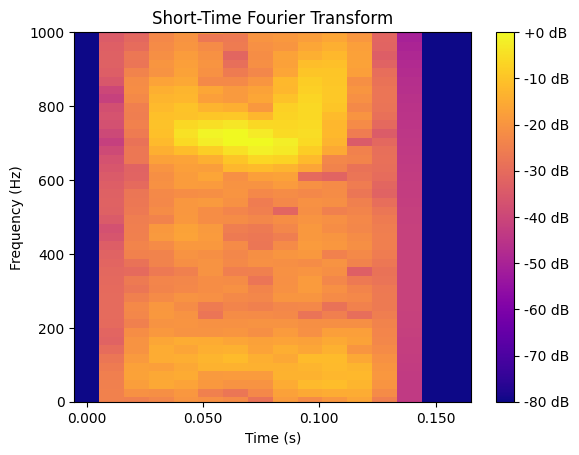 Short-Time Fourier Transform
1000
800
600
400
200
0
Frequency (Hz)
0.000
0.050
0.100
0.150
Time (s)
+0 dB
-10 dB
-20 dB
-30 dB
-40 dB
-50 dB
-60 dB
-70 dB
-80 dB